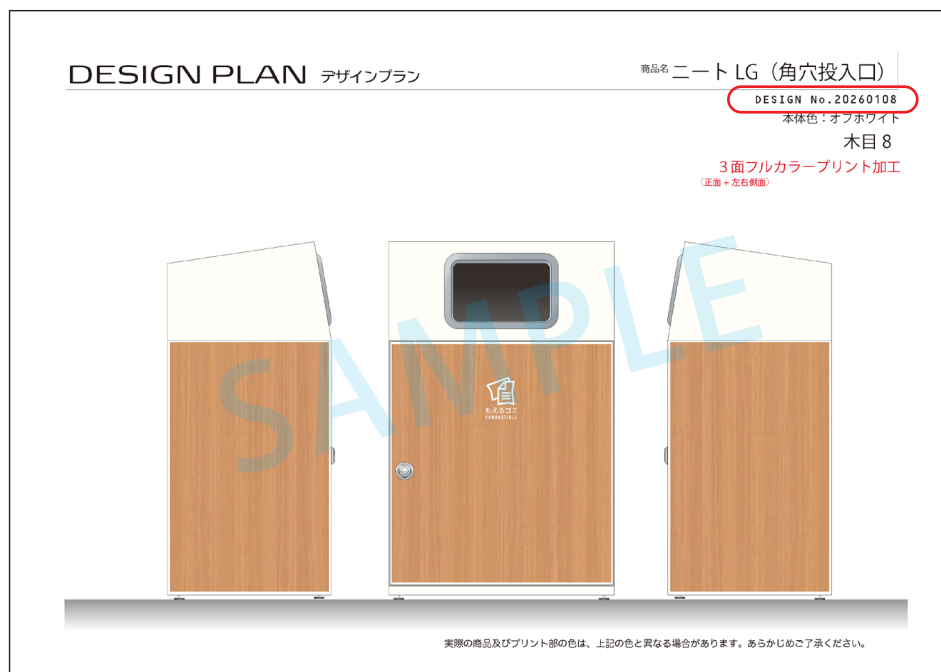 DESIGN PLAN デザインプラン
商品名 ニート LG（角穴投入口）
DESIGN No.20260108
本体色：オフホワイト
木目 8
3面フルカラープリント加工
（正面＋左右側面）
SAMPLE
もえるゴミ
COMBUSTIBLE
実際の商品及びプリント部の色は、上記の色と異なる場合があります。あらかじめご了承ください。